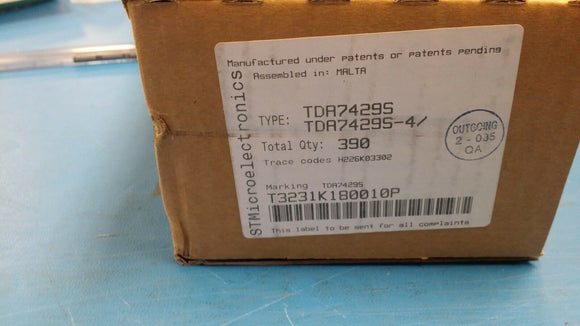 Manufactured under patents or patents pending
Assembled in: MALTA
STMicroelectronics
TYPE: TDA7429S
TDA7429S-4/
Total Qty: 390
Trace codes H226K03302
OUTGOING
2-035
QA
Marking TDA7429S
T3231K180010P
This label to be sent for all complaints